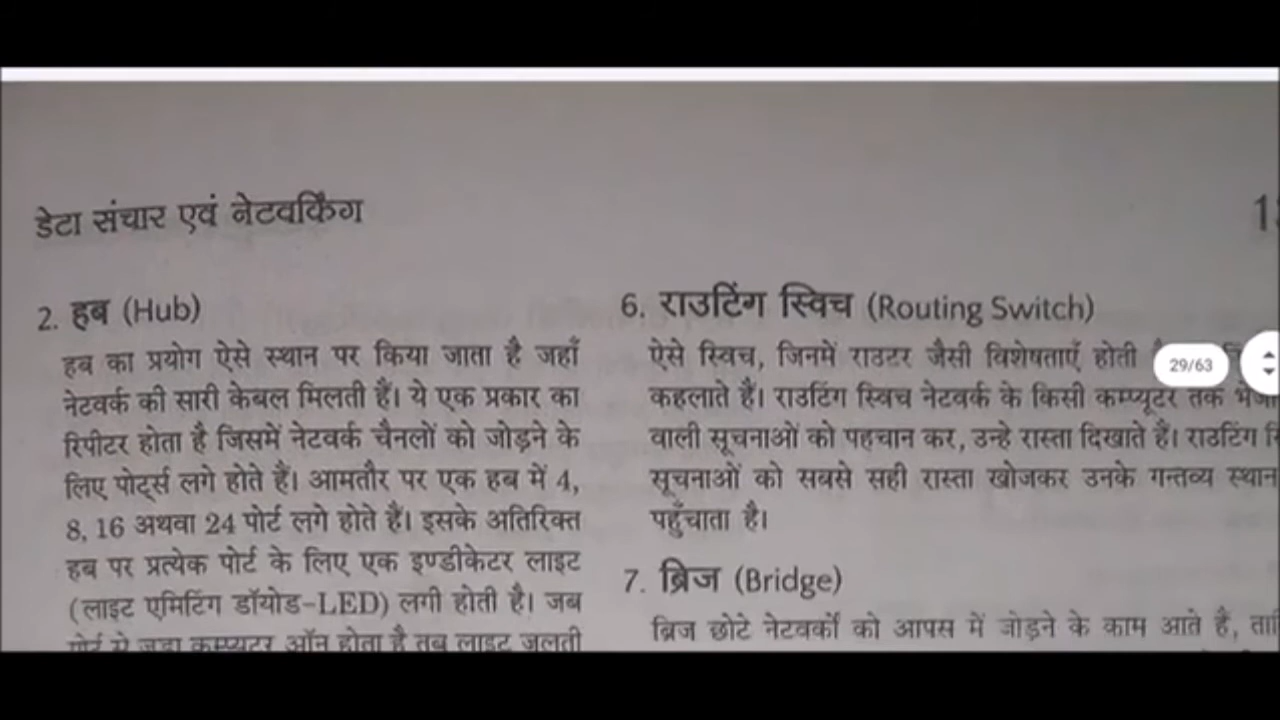 डेटा संचार एवं नेटवर्किंग
2. हब (Hub)
हब का प्रयोग ऐसे स्थान पर किया जाता है जहाँ
नेटवर्क की सारी केबल मिलती हैं। ये एक प्रकार का
रिपीटर होता है जिसमें नेटवर्क चैनलों को जोड़ने के
लिए पोर्ट्स लगे होते हैं। आमतौर पर एक हब में 4,
8, 16 अथवा 24 पोर्ट लगे होते हैं। इसके अतिरिक्त
हब पर प्रत्येक पोर्ट के लिए एक इण्डीकेटर लाइट
(लाइट एमिटिंग डॉयोड-LED) लगी होती है। जब
पोर्ट से जुड़ा कम्प्यूटर ऑन होता है तब लाइट जलती
6. राउटिंग स्विच (Routing Switch)
ऐसे स्विच, जिनमें राउटर जैसी विशेषताएँ होती
कहलाते हैं। राउटिंग स्विच नेटवर्क के किसी कम्प्यूटर तक
वाली सूचनाओं को पहचान कर, उन्हे रास्ता दिखाते हैं। राउटिंग
सूचनाओं को सबसे सही रास्ता खोजकर उनके गन्तव्य स्थान
पहुँचाता है।
7. ब्रिज (Bridge)
ब्रिज छोटे नेटवर्कों को आपस में जोड़ने के काम आते हैं,
29/63